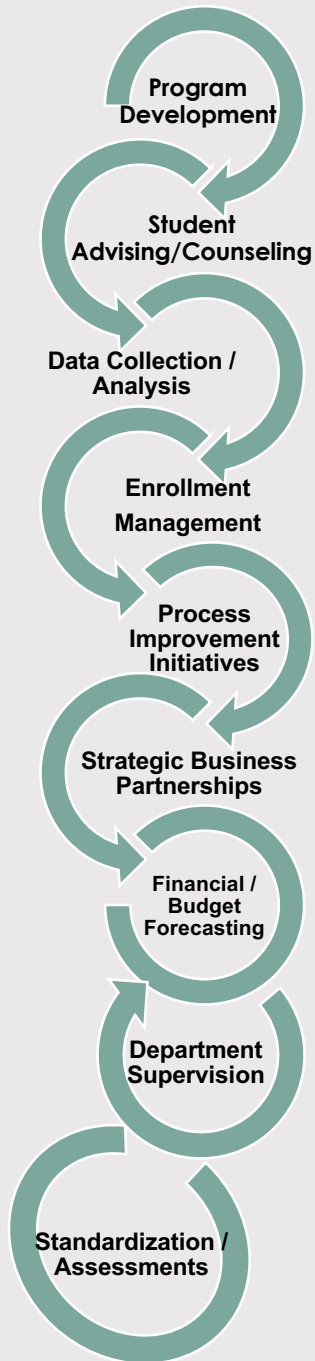 Program
Development
Student
Advising/Counseling
Data Collection /
Analysis
Enrollment
Management
Process
Improvement
Initiatives
Strategic Business
Partnerships
Financial /
Budget
Forecasting
Department
Supervision
Standardization /
Assessments